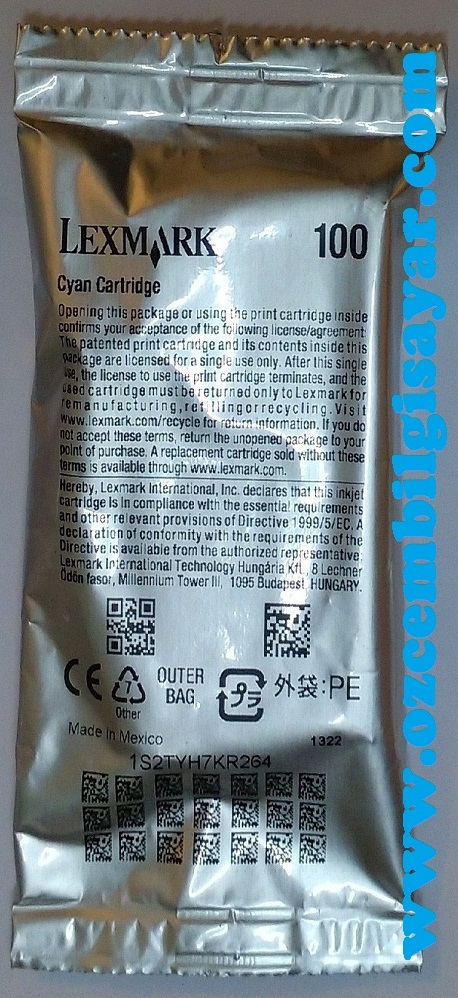 LEXMARK 100
Cyan Cartridge
Opening this package or using the print cartridge inside
confirms your acceptance of the following license/agreement:
The patented print cartridge and its contents inside this
package are licensed for a single use only. After this single
use, the license to use the print cartridge terminates, and the
used cartridge must be returned only to Lexmark for
remanufacturing, refilling or recycling. Visit
www.lexmark.com/recycle for return information. If you do
not accept these terms, return the unopened package to your
point of purchase. A replacement cartridge sold without these
terms is available through www.lexmark.com.
Hereby, Lexmark International, Inc. declares that this inkjet
cartridge is in compliance with the essential requirements
and other relevant provisions of Directive 1999/5/EC. A
declaration of conformity with the requirements of the
Directive is available from the authorized representative:
Lexmark International Technology Hungária Kft., 8 Lechner
Ödön fasor, Millennium Tower III, 1095 Budapest, HUNGARY.
CE 7 Other OUTER BAG プラ 外袋:PE
Made in Mexico 1322
1S2TYH7KR264
www.ozcembilgisayar.com